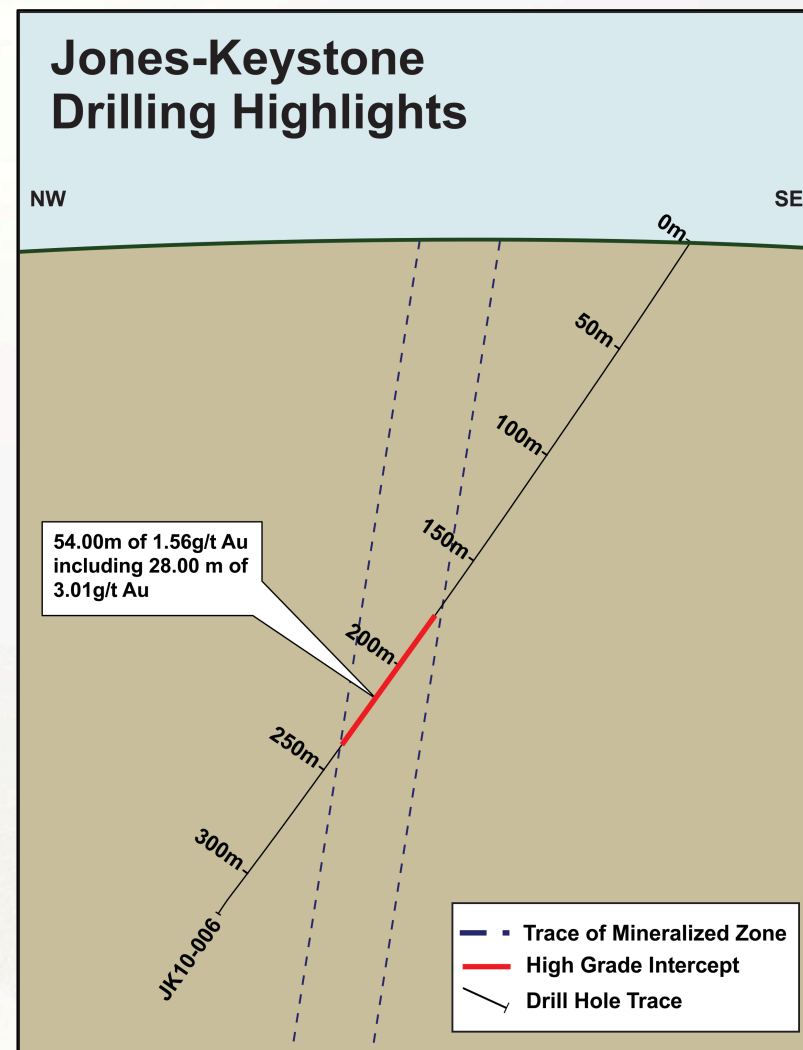 Jones-Keystone
Drilling Highlights
NW
SE
0m
50m
100m
150m
54.00m of 1.56g/t Au
including 28.00 m of
3.01g/t Au
200m
250m
300m
JK10-006
Trace of Mineralized Zone
High Grade Intercept
Drill Hole Trace